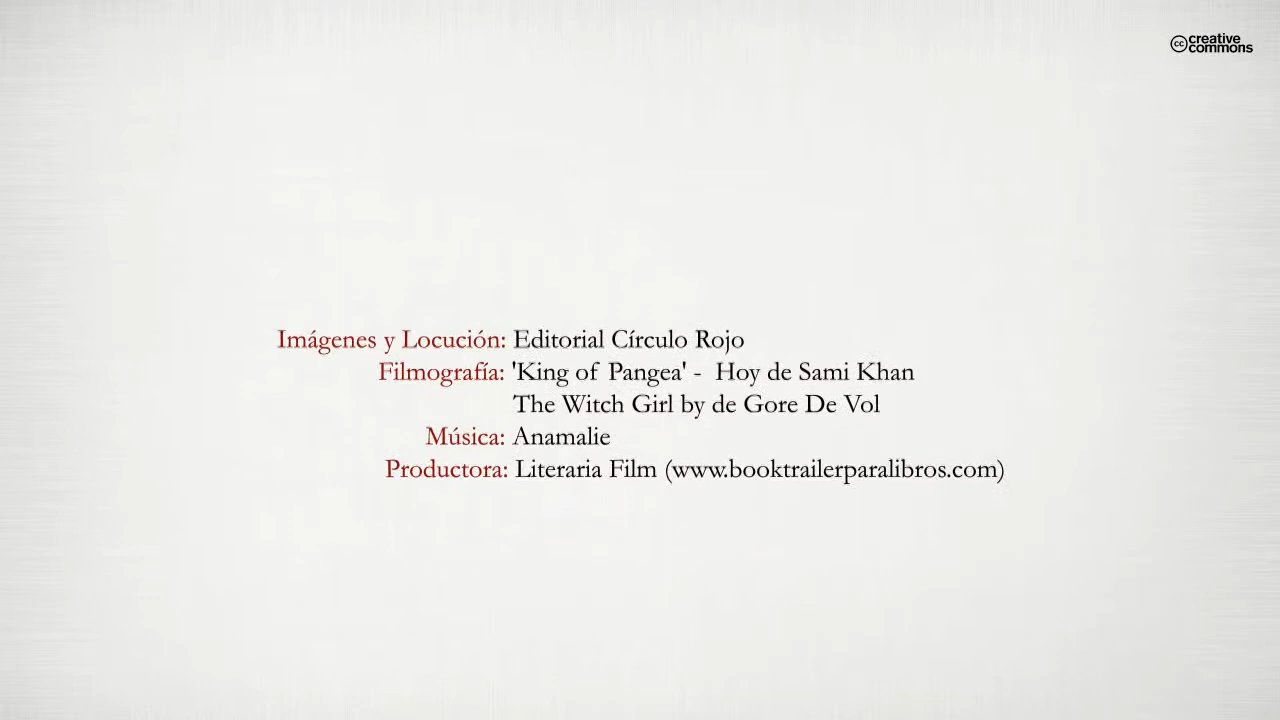 creative
commons
Imágenes y Locución: Editorial Círculo Rojo
Filmografía: 'King of Pangea' - Hoy de Sami Khan
The Witch Girl by de Gore De Vol
Música: Anamalie
Productora: Literaria Film (www.booktrailerparalibros.com)